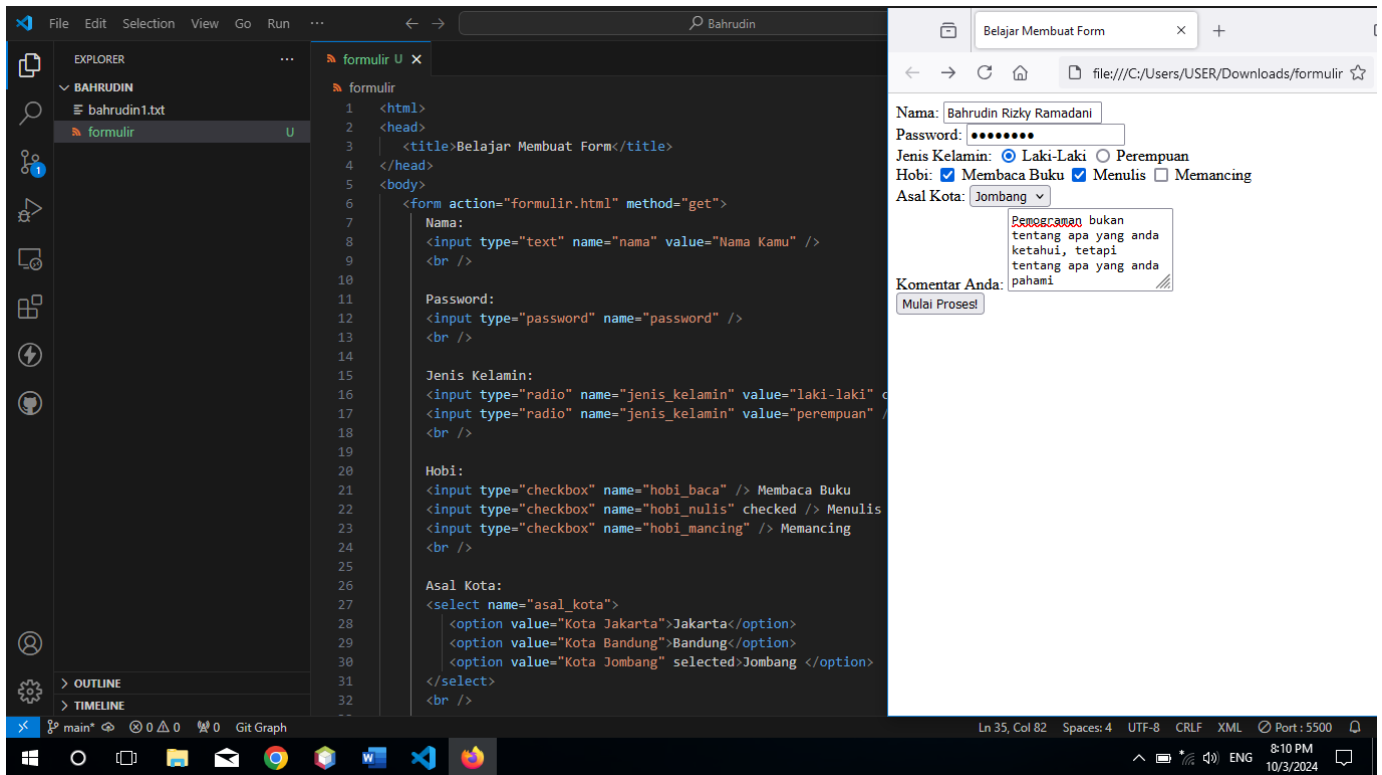 File Edit Selection View Go Run ··· Bahrudin
EXPLORER ···
BAHRUDIN
bahrudin1.txt
formulir U
OUTLINE
TIMELINE
formulir U
formulir
1 <html>
2 <head>
3 <title>Belajar Membuat Form</title>
4 </head>
5 <body>
6 <form action="formulir.html" method="get">
7 Nama:
8 <input type="text" name="nama" value="Nama Kamu" />
9 <br />
10
11 Password:
12 <input type="password" name="password" />
13 <br />
14
15 Jenis Kelamin:
16 <input type="radio" name="jenis_kelamin" value="laki-laki" c
17 <input type="radio" name="jenis_kelamin" value="perempuan" /
18 <br />
19
20 Hobi:
21 <input type="checkbox" name="hobi_baca" /> Membaca Buku
22 <input type="checkbox" name="hobi_nulis" checked /> Menulis
23 <input type="checkbox" name="hobi_mancing" /> Memancing
24 <br />
25
26 Asal Kota:
27 <select name="asal_kota">
28 <option value="Kota Jakarta">Jakarta</option>
29 <option value="Kota Bandung">Bandung</option>
30 <option value="Kota Jombang" selected>Jombang </option>
31 </select>
32 <br />
Belajar Membuat Form
file:///C:/Users/USER/Downloads/formulir
Nama: Bahrudin Rizky Ramadani
Password: ••••••••
Jenis Kelamin: Laki-Laki Perempuan
Hobi: Membaca Buku Menulis Memancing
Asal Kota: Jombang
Pemograman bukan
tentang apa yang anda
ketahui, tetapi
tentang apa yang anda
Komentar Anda: pahami
Mulai Proses!
main* 0 0 0 Git Graph Ln 35, Col 82 Spaces: 4 UTF-8 CRLF XML Port : 5500
ENG 8:10 PM
10/3/2024